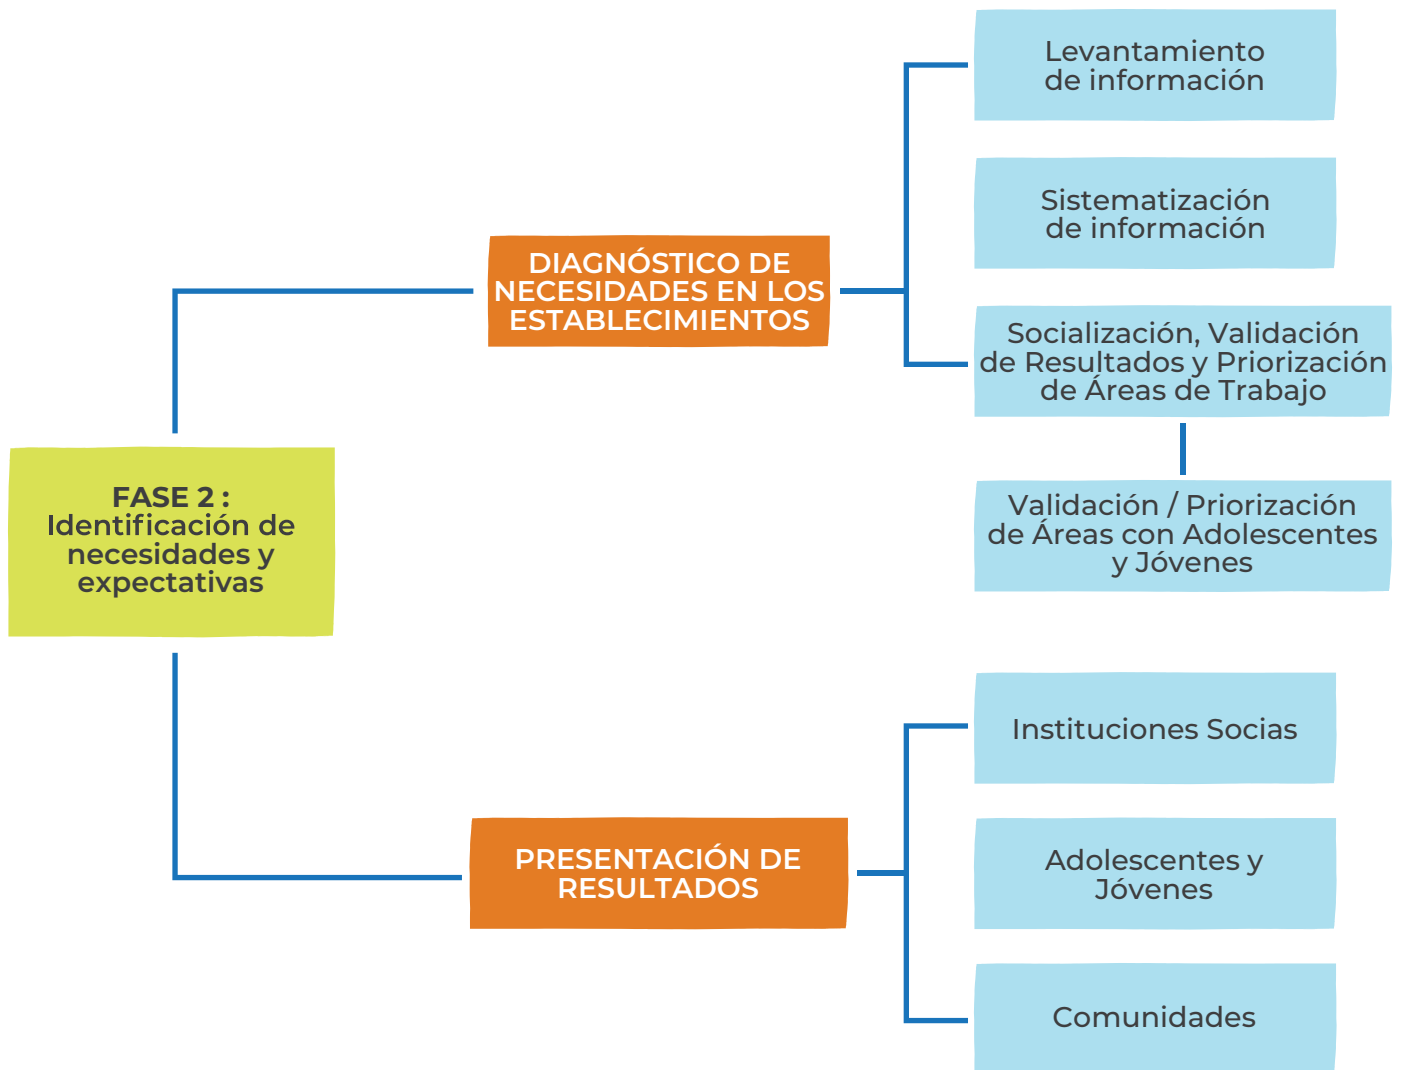 FASE 2 :
Identificación de
necesidades y
expectativas
DIAGNÓSTICO DE
NECESIDADES EN LOS
ESTABLECIMIENTOS
Levantamiento
de información
Sistematización
de información
Socialización, Validación
de Resultados y Priorización
de Áreas de Trabajo
Validación / Priorización
de Áreas con Adolescentes
y Jóvenes
PRESENTACIÓN DE
RESULTADOS
Instituciones Socias
Adolescentes y
Jóvenes
Comunidades